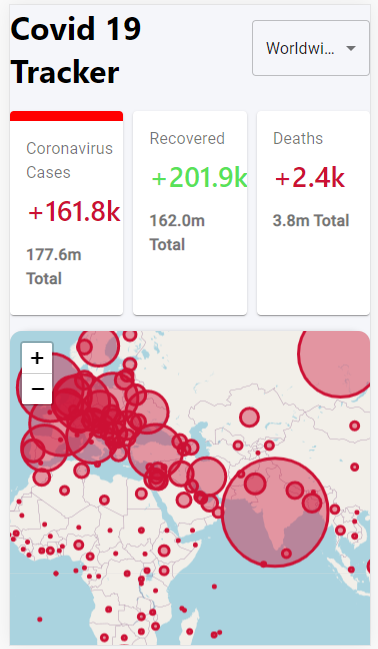 Covid 19
Tracker
Worldwi...
Coronavirus
Cases
+161.8k
177.6m
Total
Recovered
+201.9k
162.0m
Total
Deaths
+2.4k
3.8m Total
+
−